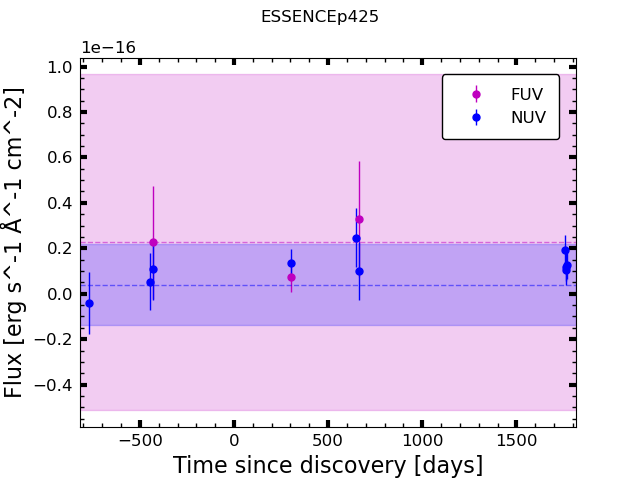 ESSENCEp425
1e−16
1.0
0.8
0.6
0.4
0.2
0.0
−0.2
−0.4
Flux [erg s^-1 Å^-1 cm^-2]
FUV
NUV
−500 0 500 1000 1500
Time since discovery [days]